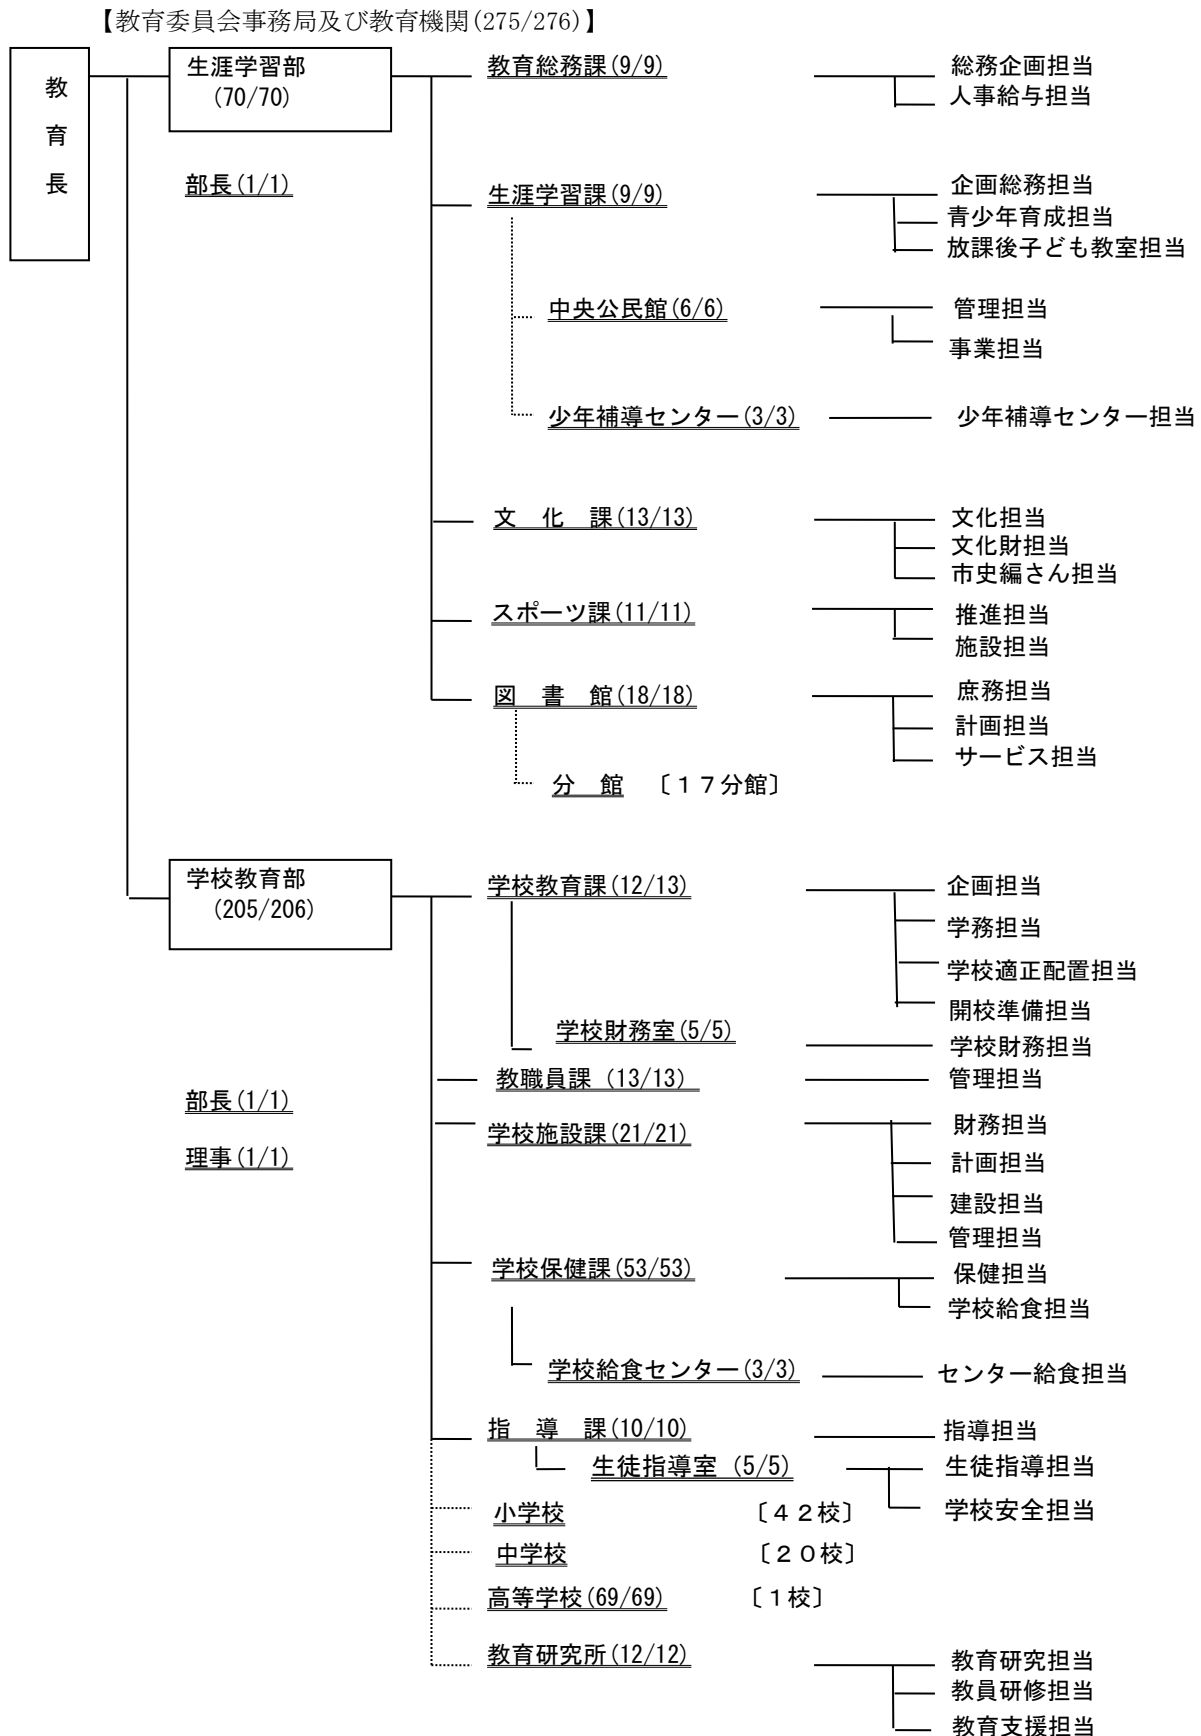 【教育委員会事務局及び教育機関(275/276)】
教育長
生涯学習部
(70/70)
部長(1/1)
教育総務課(9/9)
総務企画担当
人事給与担当
生涯学習課(9/9)
企画総務担当
青少年育成担当
放課後子ども教室担当
中央公民館(6/6)
管理担当
事業担当
少年補導センター(3/3)
少年補導センター担当
文　化　課(13/13)
文化担当
文化財担当
市史編さん担当
スポーツ課(11/11)
推進担当
施設担当
図　書　館(18/18)
庶務担当
計画担当
サービス担当
分　館　〔１７分館〕
学校教育部
(205/206)
部長(1/1)
理事(1/1)
学校教育課(12/13)
企画担当
学務担当
学校適正配置担当
開校準備担当
学校財務室(5/5)
学校財務担当
教職員課 (13/13)
管理担当
学校施設課(21/21)
財務担当
計画担当
建設担当
管理担当
学校保健課(53/53)
保健担当
学校給食担当
学校給食センター(3/3)
センター給食担当
指　導　課(10/10)
指導担当
生徒指導室 (5/5)
生徒指導担当
学校安全担当
小学校　〔４２校〕
中学校　〔２０校〕
高等学校(69/69)　〔１校〕
教育研究所(12/12)
教育研究担当
教員研修担当
教育支援担当